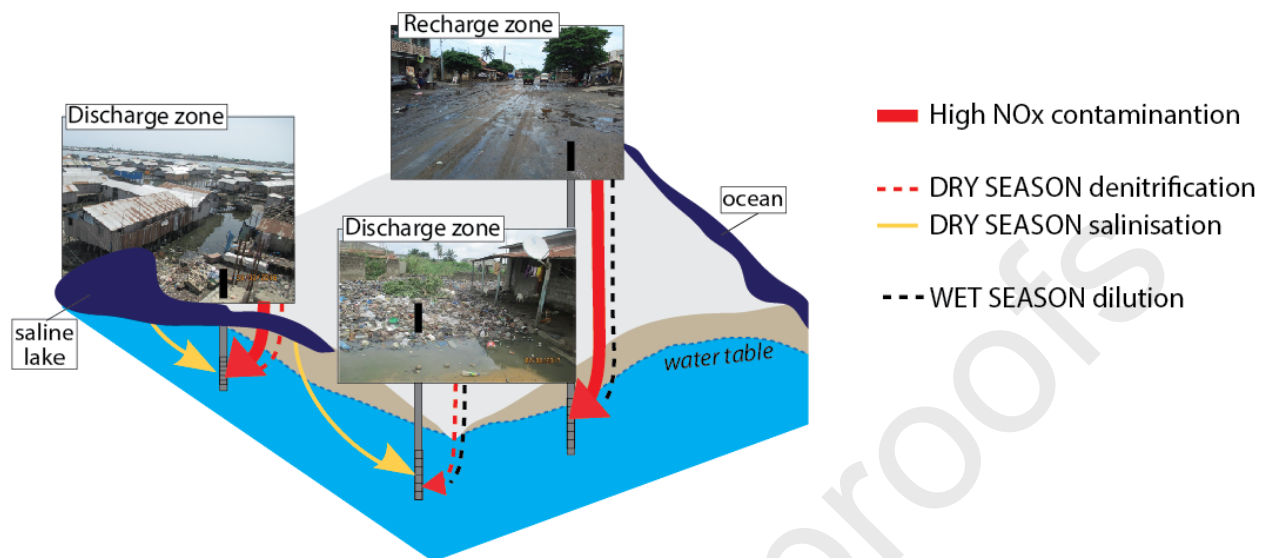 Recharge zone
Discharge zone
High NOx contaminantion
DRY SEASON denitrification
ocean
DRY SEASON salinisation
Discharge zone
WET SEASON dilution
saline
lake
water table
proofs